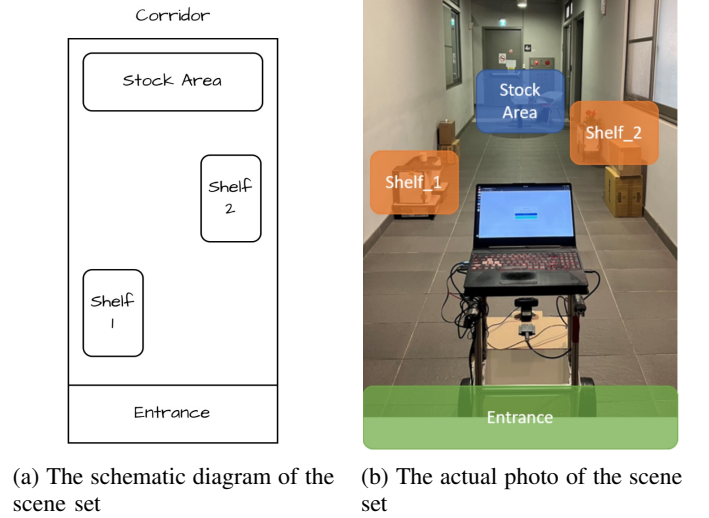 Corridor
Stock Area
Shelf
2
Shelf
1
Entrance
(a) The schematic diagram of the
scene set
Stock
Area
Shelf_2
Shelf_1
Entrance
(b) The actual photo of the scene
set